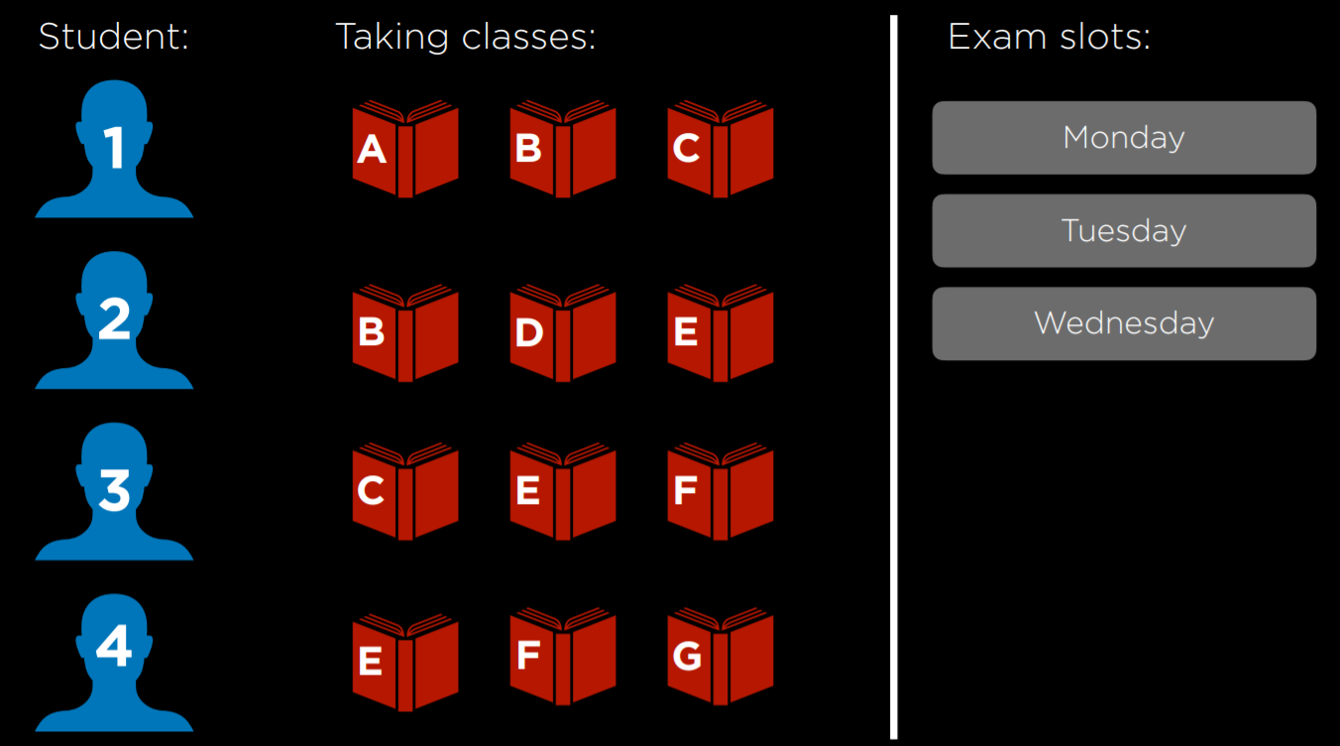 Student: Taking classes: Exam slots:
1 A B C Monday
Tuesday
Wednesday
2 B D E
3 C E F
4 E F G